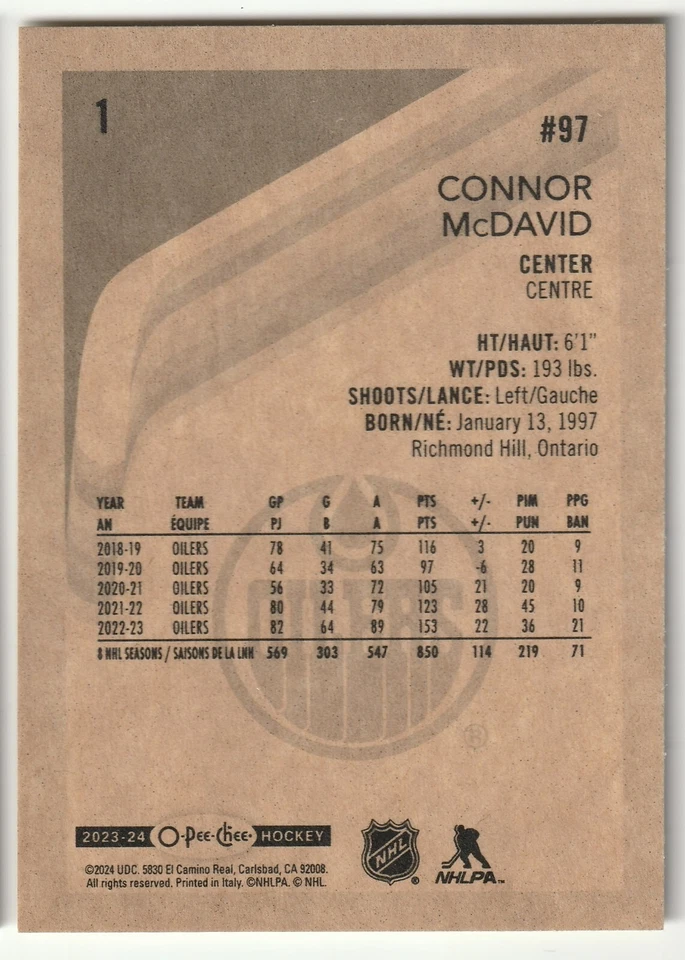 1
#97
CONNOR
McDAVID
CENTER
CENTRE
HT/HAUT: 6'1"
WT/PDS: 193 lbs.
SHOOTS/LANCE: Left/Gauche
BORN/NÉ: January 13, 1997
Richmond Hill, Ontario
YEAR TEAM GP G A PTS +/- PIM PPG
AN ÉQUIPE PJ B A PTS +/- PUN BAN
2018-19 OILERS 78 41 75 116 3 20 9
2019-20 OILERS 64 34 63 97 -6 28 11
2020-21 OILERS 56 33 72 105 21 20 9
2021-22 OILERS 80 44 79 123 28 45 10
2022-23 OILERS 82 64 89 153 22 36 21
8 NHL SEASONS / SAISONS DE LA LNH 569 303 547 850 114 219 71
OILERS
®
2023-24 O-Pee-Chee HOCKEY
©2024 UDC. 5830 El Camino Real, Carlsbad, CA 92008.
All rights reserved. Printed in Italy. ©NHLPA. © NHL.
NHL ®
NHLPA™